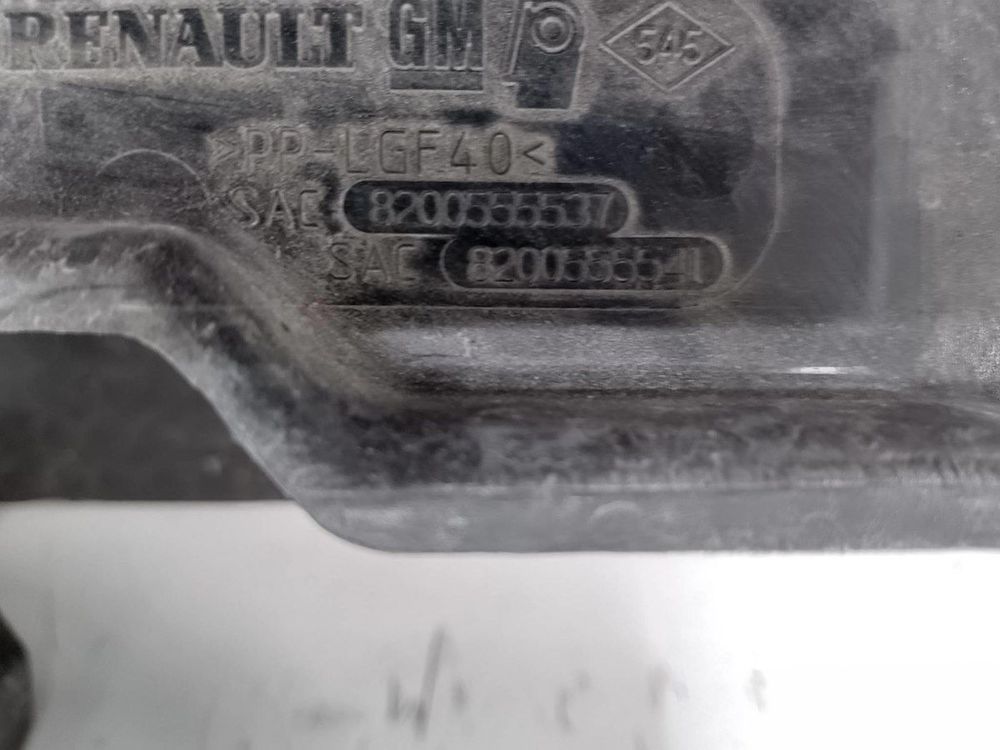 RENAULT GM 545
>PP-LGF40<
SAC 8200555537
SAC 8200555541